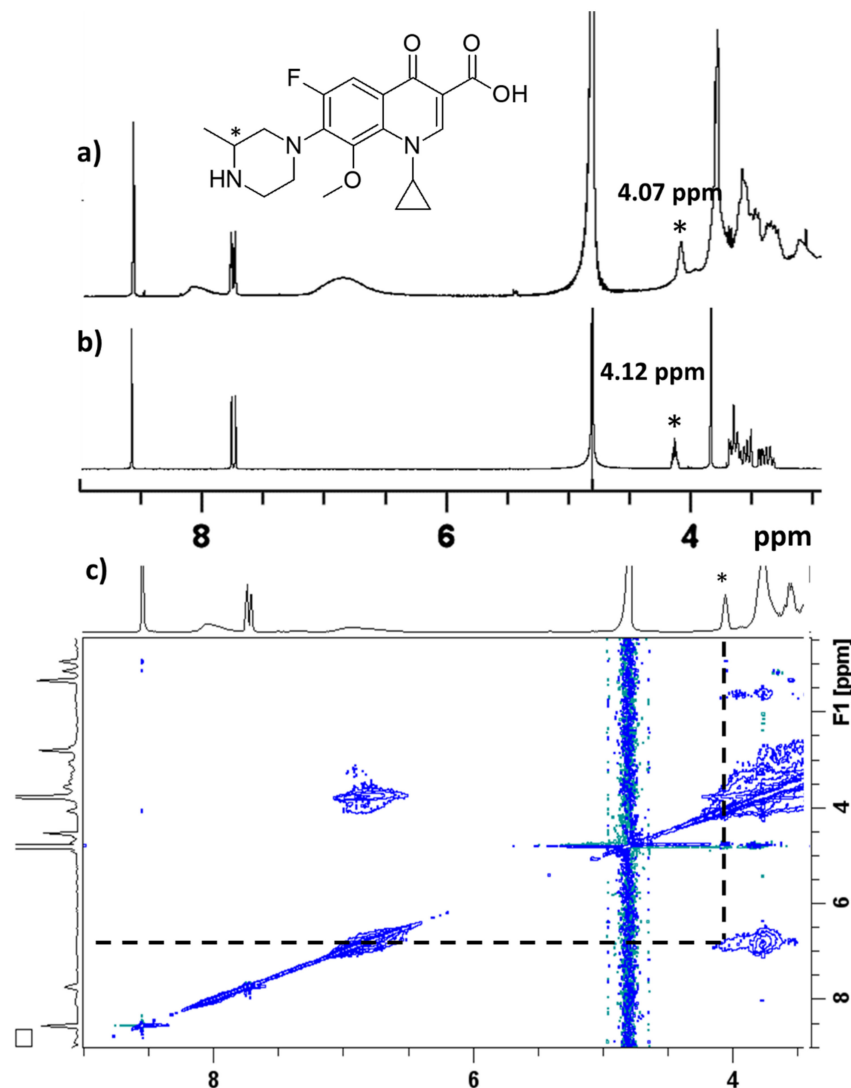 O O
F
OH
a)
*
N
N
HN
O
4.07 ppm
*
b)
4.12 ppm
*
8 6 4 ppm
c)
*
F1 [ppm]
4
6
8
8 6 4